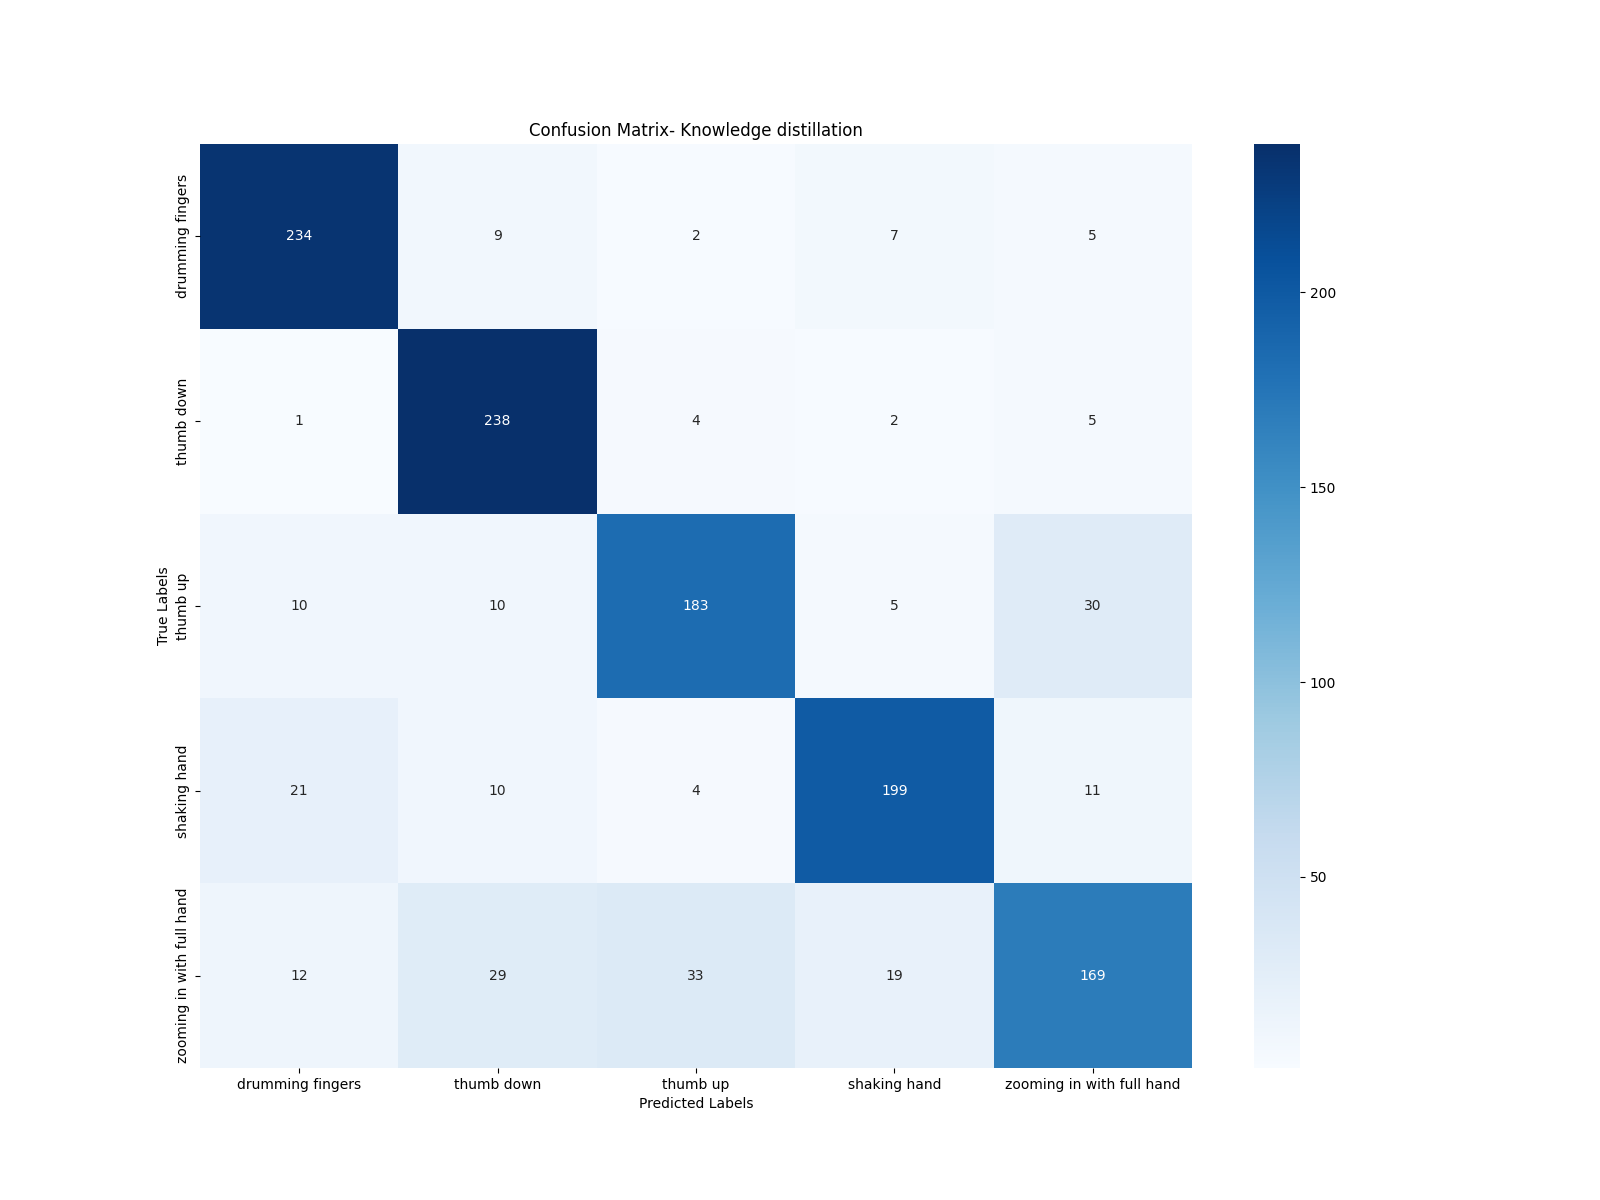 Confusion Matrix- Knowledge distillation
True Labels
drumming fingers
234 9 2 7 5
thumb down
1 238 4 2 5
thumb up
10 10 183 5 30
shaking hand
21 10 4 199 11
zooming in with full hand
12 29 33 19 169
drumming fingers thumb down thumb up shaking hand zooming in with full hand
Predicted Labels
200
150
100
50